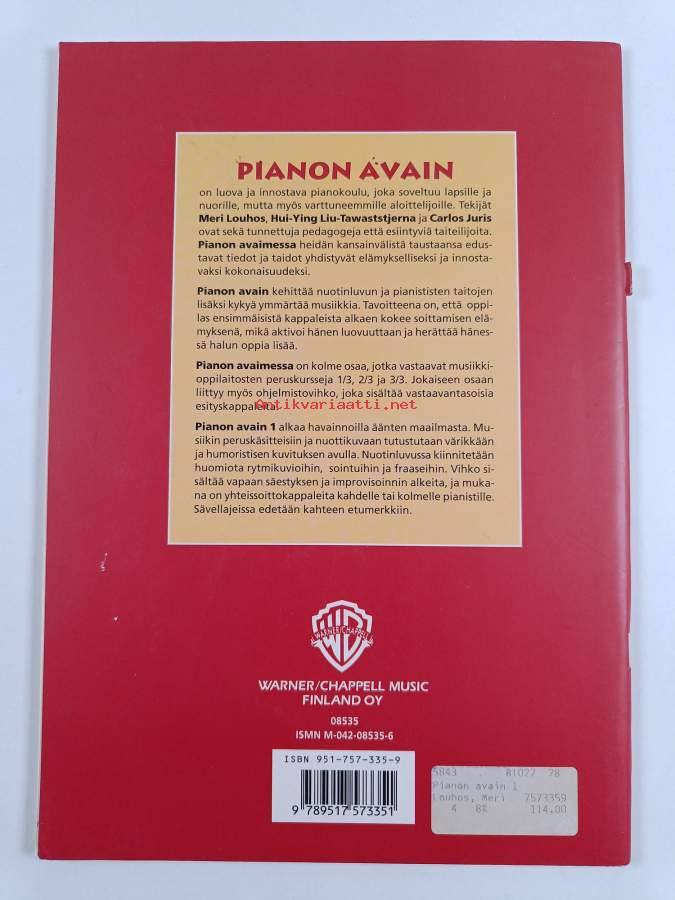 PIANON AVAIN
on luova ja innostava pianokoulu, joka soveltuu lapsille ja
nuorille, mutta myös varttuneemmille aloittelijoille. Tekijät
Meri Louhos, Hui-Ying Liu-Tawaststjerna ja Carlos Juris
ovat sekä tunnettuja pedagogeja että esiintyviä taiteilijoita.
Pianon avaimessa heidän kansainvälistä taustaansa edus-
tavat tiedot ja taidot yhdistyvät elämykselliseksi ja innosta-
vaksi kokonaisuudeksi.
Pianon avain kehittää nuotinluvun ja pianististen taitojen
lisäksi kykyä ymmärtää musiikkia. Tavoitteena on, että oppi-
las ensimmäisistä kappaleista alkaen kokee soittamisen elä-
myksenä, mikä aktivoi hänen luovuuttaan ja herättää hänes-
sä halun oppia lisää.
Pianon avaimessa on kolme osaa, jotka vastaavat musiikki-
oppilaitosten peruskursseja 1/3, 2/3 ja 3/3. Jokaiseen osaan
liittyy myös ohjelmistovihko, joka sisältää vastaavantasoisia
esityskappaleita.
Antikvariaatti.net
Pianon avain 1 alkaa havainnoilla äänten maailmasta. Mu-
siikin peruskäsitteisiin ja nuottikuvaan tutustutaan värikkään
ja humoristisen kuvituksen avulla. Nuotinluvussa kiinnitetään
huomiota rytmikuvioihin, sointuihin ja fraaseihin. Vihko si-
sältää vapaan säestyksen ja improvisoinnin alkeita, ja muka-
na on yhteissoittokappaleita kahdelle tai kolmelle pianistille.
Sävellajeissa edetään kahteen etumerkkiin.
WARNER/CHAPPELL
WARNER/CHAPPELL MUSIC
FINLAND OY
08535
ISMN M-042-08535-6
ISBN 951-757-335-9
9 789517 573351
5843 81027 78
Pianon avain 1
Louhos, Meri 7573359
4 82 114.00